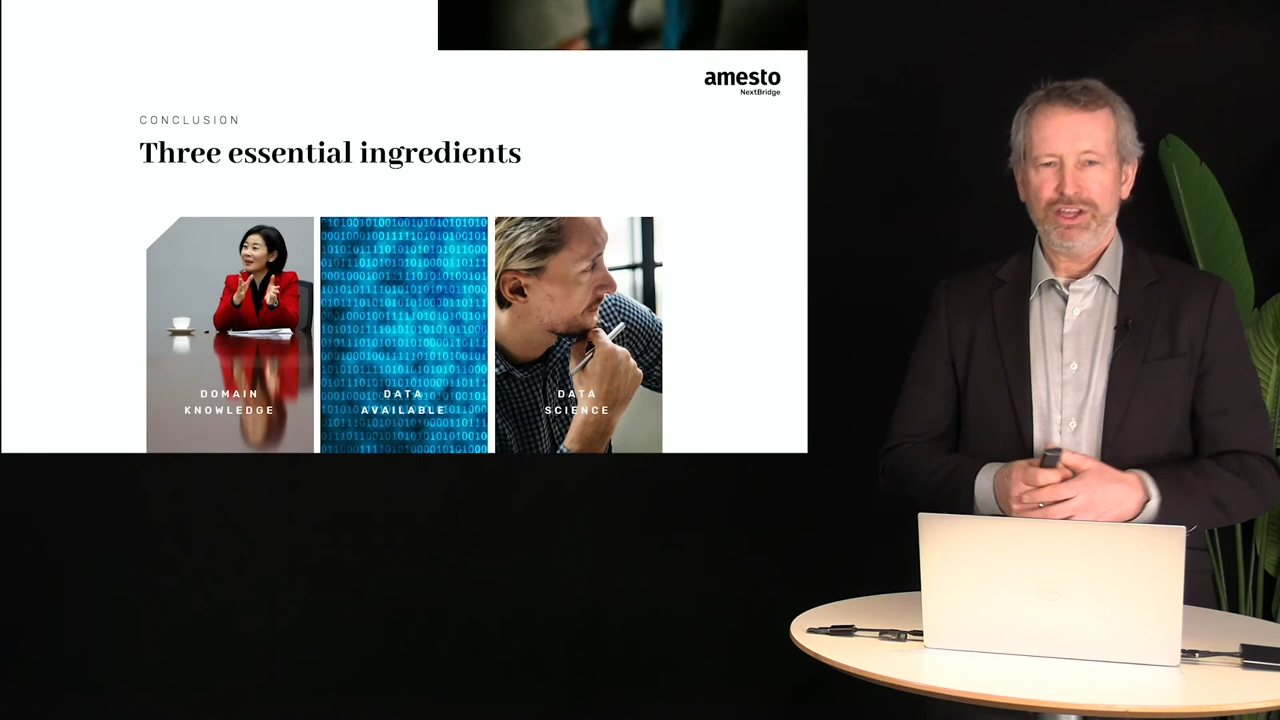 amesto
NextBridge
CONCLUSION
Three essential ingredients
DOMAIN
KNOWLEDGE
DATA
AVAILABLE
DATA
SCIENCE